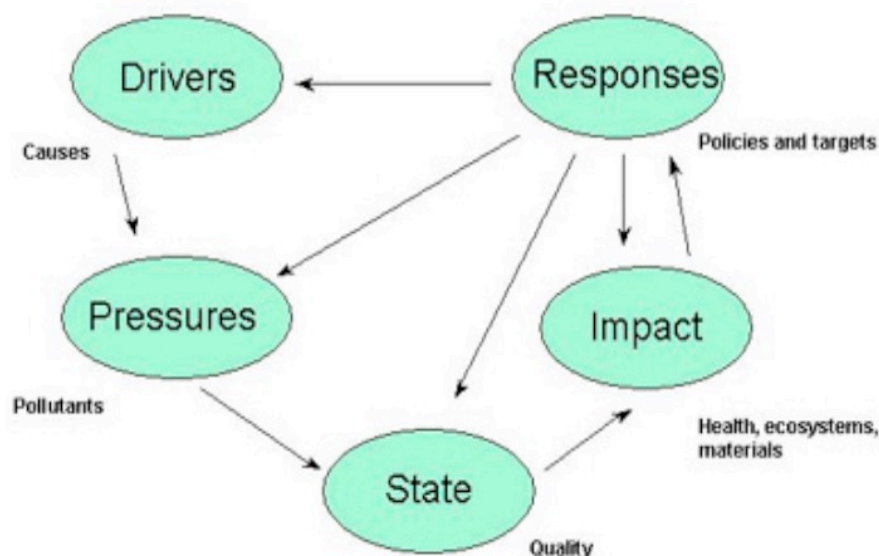 Drivers
Responses
Causes
Policies and targets
Pressures
Impact
Pollutants
Health, ecosystems,
materials
State
Quality